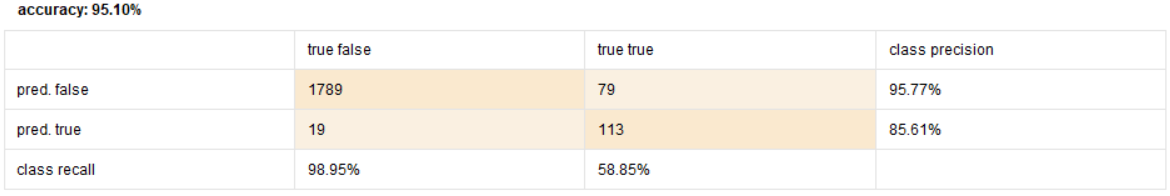 accuracy: 95.10%
true false true true class precision
pred. false 1789 79 95.77%
pred. true 19 113 85.61%
class recall 98.95% 58.85%